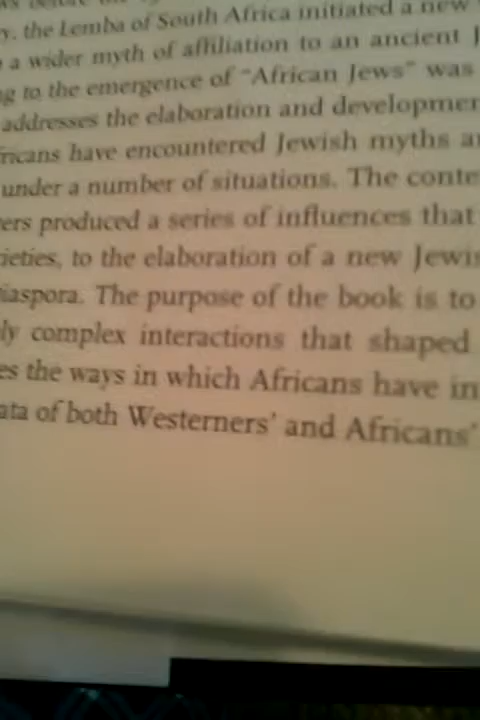 y, the Lemba of South Africa initiated a new
a wider myth of affiliation to an ancient J
ng to the emergence of "African Jews" was
addresses the elaboration and developmen
ricans have encountered Jewish myths a
under a number of situations. The conte
ers produced a series of influences that
ieties, to the elaboration of a new Jewis
iaspora. The purpose of the book is to
ly complex interactions that shaped
es the ways in which Africans have in
ata of both Westerners' and Africans'